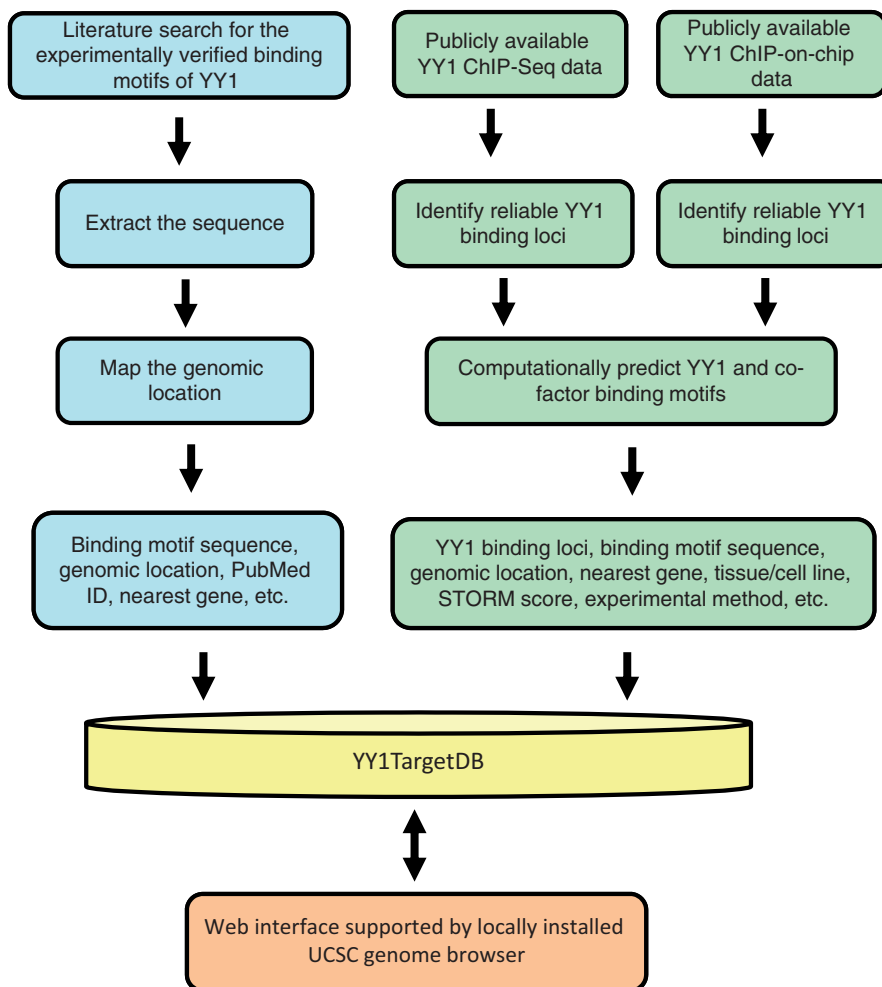 Literature search for the
experimentally verified binding
motifs of YY1
Publicly available
YY1 ChIP-Seq data
Publicly available
YY1 ChIP-on-chip
data
Extract the sequence
Identify reliable YY1
binding loci
Identify reliable YY1
binding loci
Map the genomic
location
Computationally predict YY1 and co-
factor binding motifs
Binding motif sequence,
genomic location, PubMed
ID, nearest gene, etc.
YY1 binding loci, binding motif sequence,
genomic location, nearest gene, tissue/cell line,
STORM score, experimental method, etc.
YY1TargetDB
Web interface supported by locally installed
UCSC genome browser